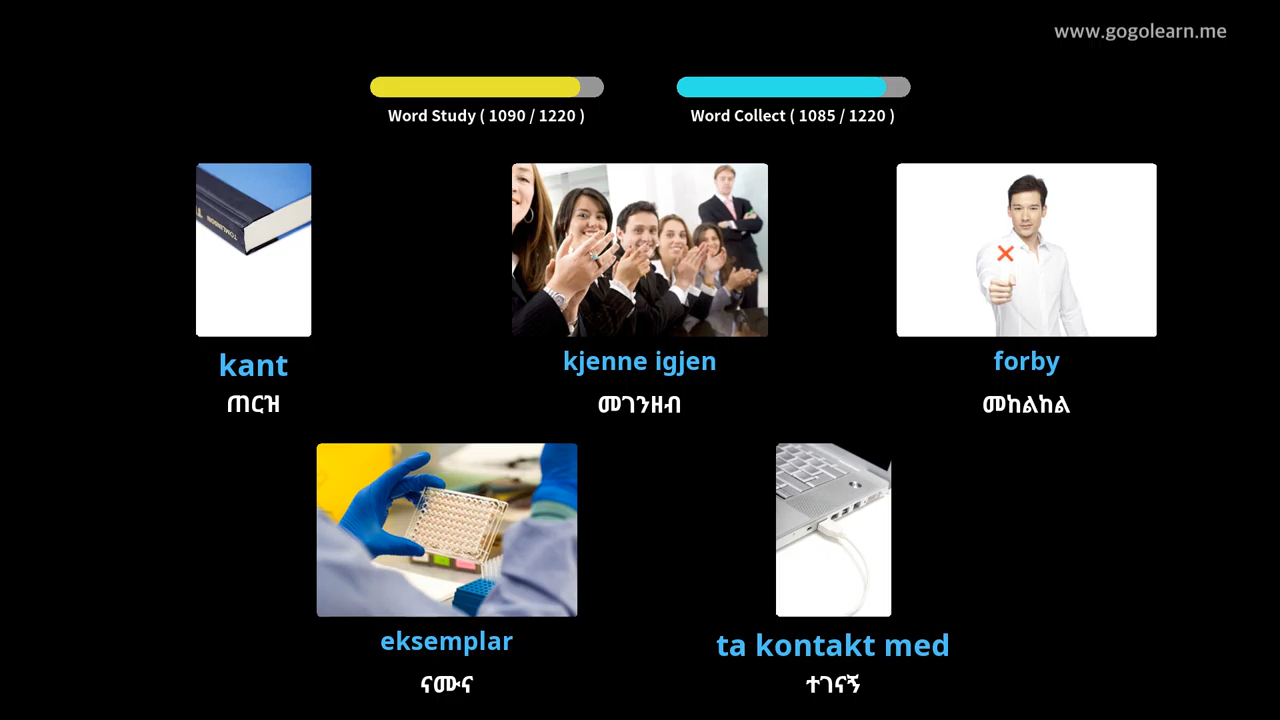 www.gogolearn.me
Word Study ( 1090 / 1220 )
Word Collect ( 1085 / 1220 )
TOMLINSON
kant
ጠርዝ
kjenne igjen
መገንዘብ
forby
መከልከል
eksemplar
ናሙና
ta kontakt med
ተገናኝ